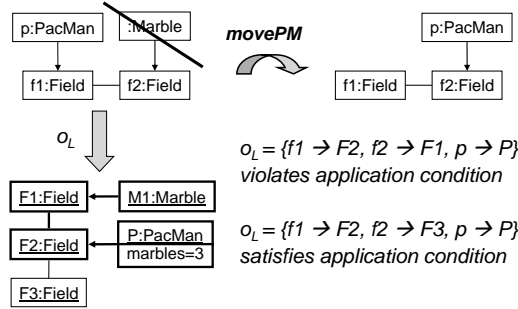 p:PacMan
:Marble
movePM
p:PacMan
f1:Field
f2:Field
f1:Field
f2:Field
oL
oL = {f1 → F2, f2 → F1, p → P}
violates application condition
F1:Field
M1:Marble
F2:Field
P:PacMan
marbles=3
oL = {f1 → F2, f2 → F3, p → P}
satisfies application condition
F3:Field